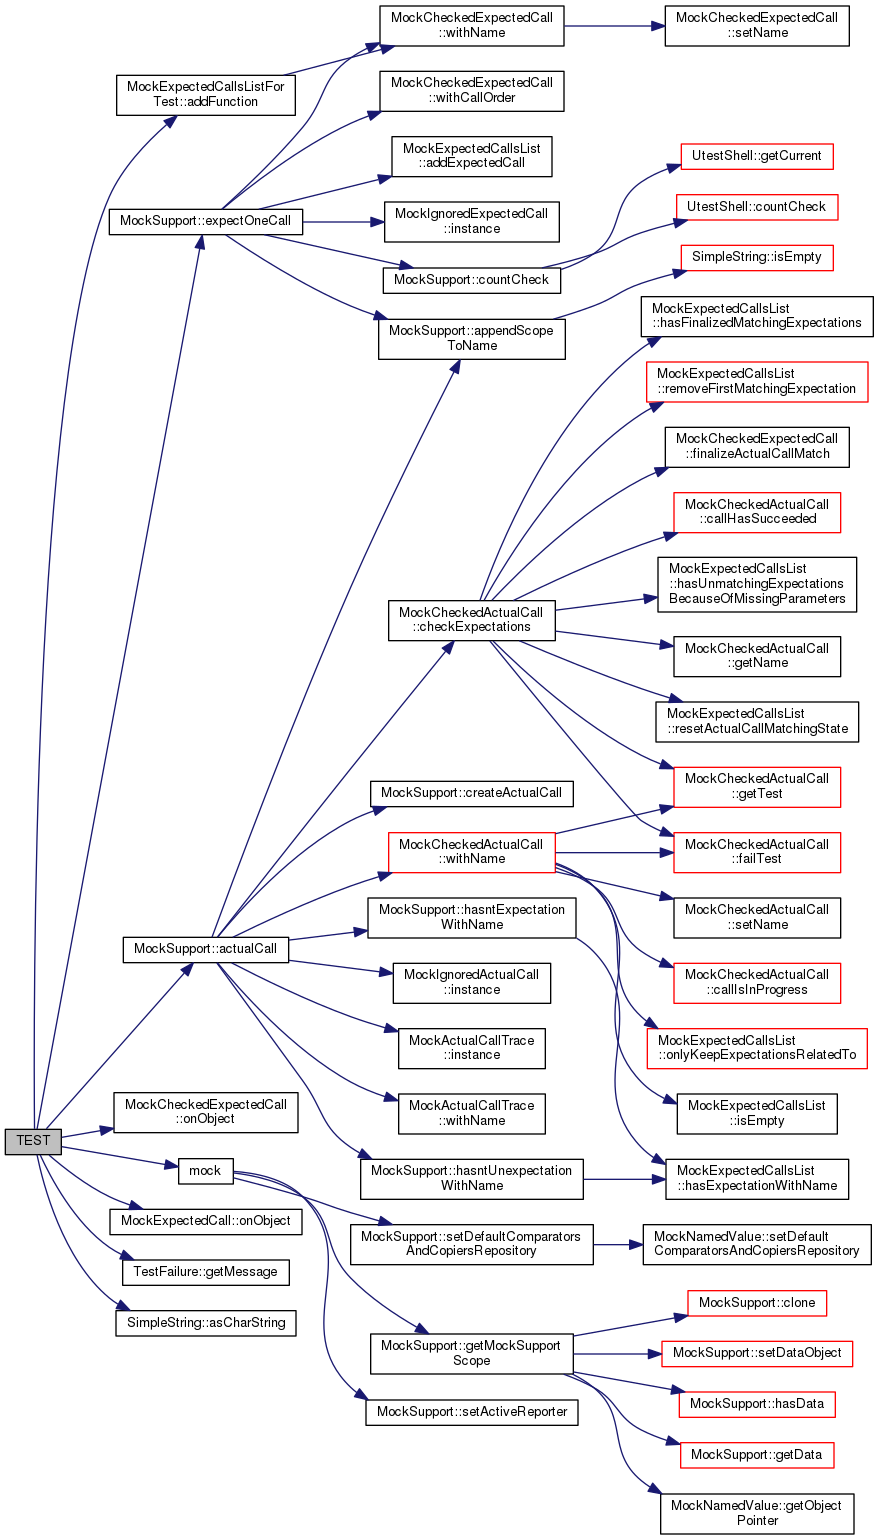 MockCheckedExpectedCall
::withName
MockCheckedExpectedCall
::setName
MockExpectedCallsListFor
Test::addFunction
MockCheckedExpectedCall
::withCallOrder
MockExpectedCallsList
::addExpectedCall
UtestShell::getCurrent
MockSupport::expectOneCall
MockIgnoredExpectedCall
::instance
UtestShell::countCheck
MockSupport::countCheck
SimpleString::isEmpty
MockSupport::appendScope
ToName
MockExpectedCallsList
::hasFinalizedMatchingExpectations
MockExpectedCallsList
::removeFirstMatchingExpectation
MockCheckedExpectedCall
::finalizeActualCallMatch
MockCheckedActualCall
::callHasSucceeded
MockExpectedCallsList
::hasUnmatchingExpectations
BecauseOfMissingParameters
MockCheckedActualCall
::checkExpectations
MockCheckedActualCall
::getName
MockExpectedCallsList
::resetActualCallMatchingState
MockCheckedActualCall
::getTest
MockSupport::createActualCall
MockCheckedActualCall
::withName
MockCheckedActualCall
::failTest
MockSupport::hasntExpectation
WithName
MockCheckedActualCall
::setName
MockSupport::actualCall
MockIgnoredActualCall
::instance
MockCheckedActualCall
::callIsInProgress
MockActualCallTrace
::instance
MockExpectedCallsList
::onlyKeepExpectationsRelatedTo
MockCheckedExpectedCall
::onObject
MockActualCallTrace
::withName
MockExpectedCallsList
::isEmpty
TEST
mock
MockSupport::hasntUnexpectation
WithName
MockExpectedCallsList
::hasExpectationWithName
MockExpectedCall::onObject
MockSupport::setDefaultComparators
AndCopiersRepository
MockNamedValue::setDefault
ComparatorsAndCopiersRepository
TestFailure::getMessage
SimpleString::asCharString
MockSupport::clone
MockSupport::getMockSupport
Scope
MockSupport::setDataObject
MockSupport::setActiveReporter
MockSupport::hasData
MockSupport::getData
MockNamedValue::getObject
Pointer